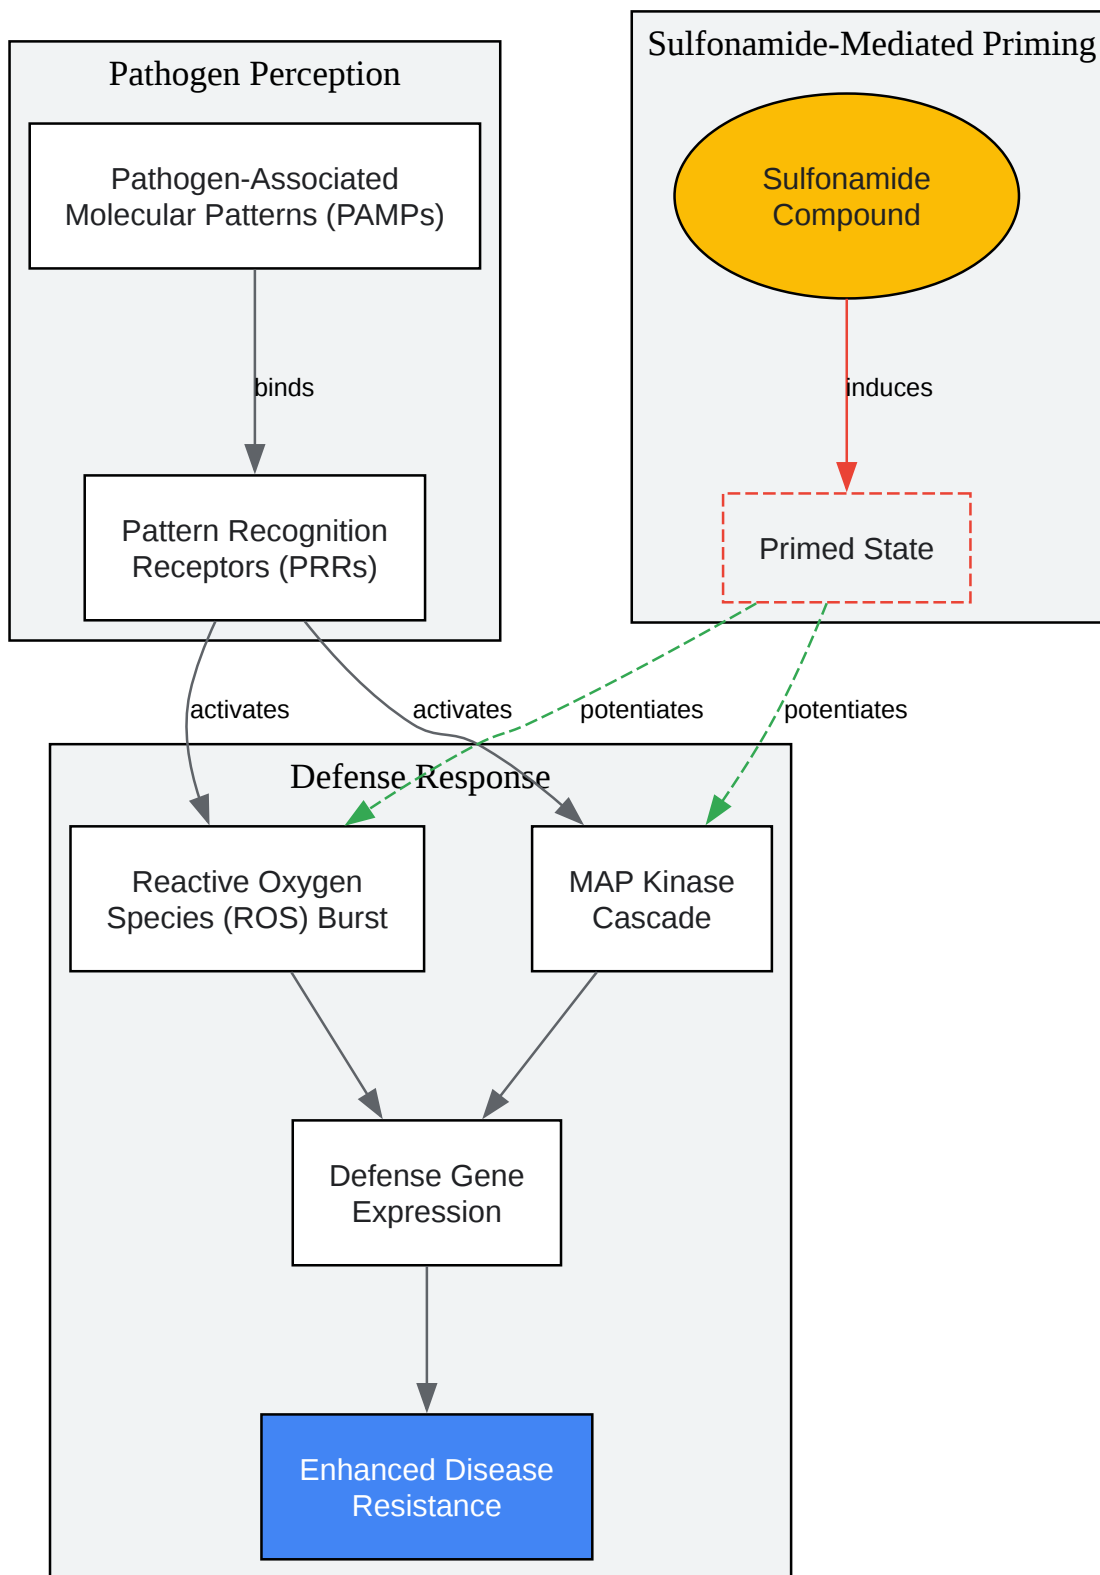 Pathogen Perception
Pathogen-Associated
Molecular Patterns (PAMPs)
binds
Pattern Recognition
Receptors (PRRs)
Sulfonamide-Mediated Priming
Sulfonamide
Compound
induces
Primed State
activates
activates
potentiates
potentiates
Defense Response
Reactive Oxygen
Species (ROS) Burst
MAP Kinase
Cascade
Defense Gene
Expression
Enhanced Disease
Resistance